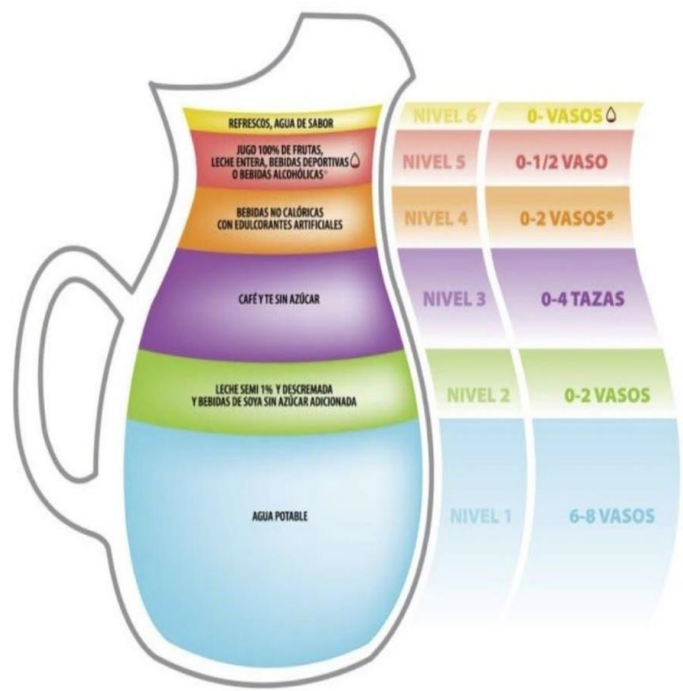 REFRESCOS, AGUA DE SABOR
NIVEL 6
0- VASOS
JUGO 100% DE FRUTAS,
LECHE ENTERA, BEBIDAS DEPORTIVAS
O BEBIDAS ALCOHÓLICAS°
NIVEL 5
0-1/2 VASO
BEBIDAS NO CALÓRICAS
CON EDULCORANTES ARTIFICIALES
NIVEL 4
0-2 VASOS*
CAFÉ Y TE SIN AZÚCAR
NIVEL 3
0-4 TAZAS
LECHE SEMI 1% Y DESCREMADA
Y BEBIDAS DE SOYA SIN AZÚCAR ADICIONADA
NIVEL 2
0-2 VASOS
AGUA POTABLE
NIVEL 1
6-8 VASOS